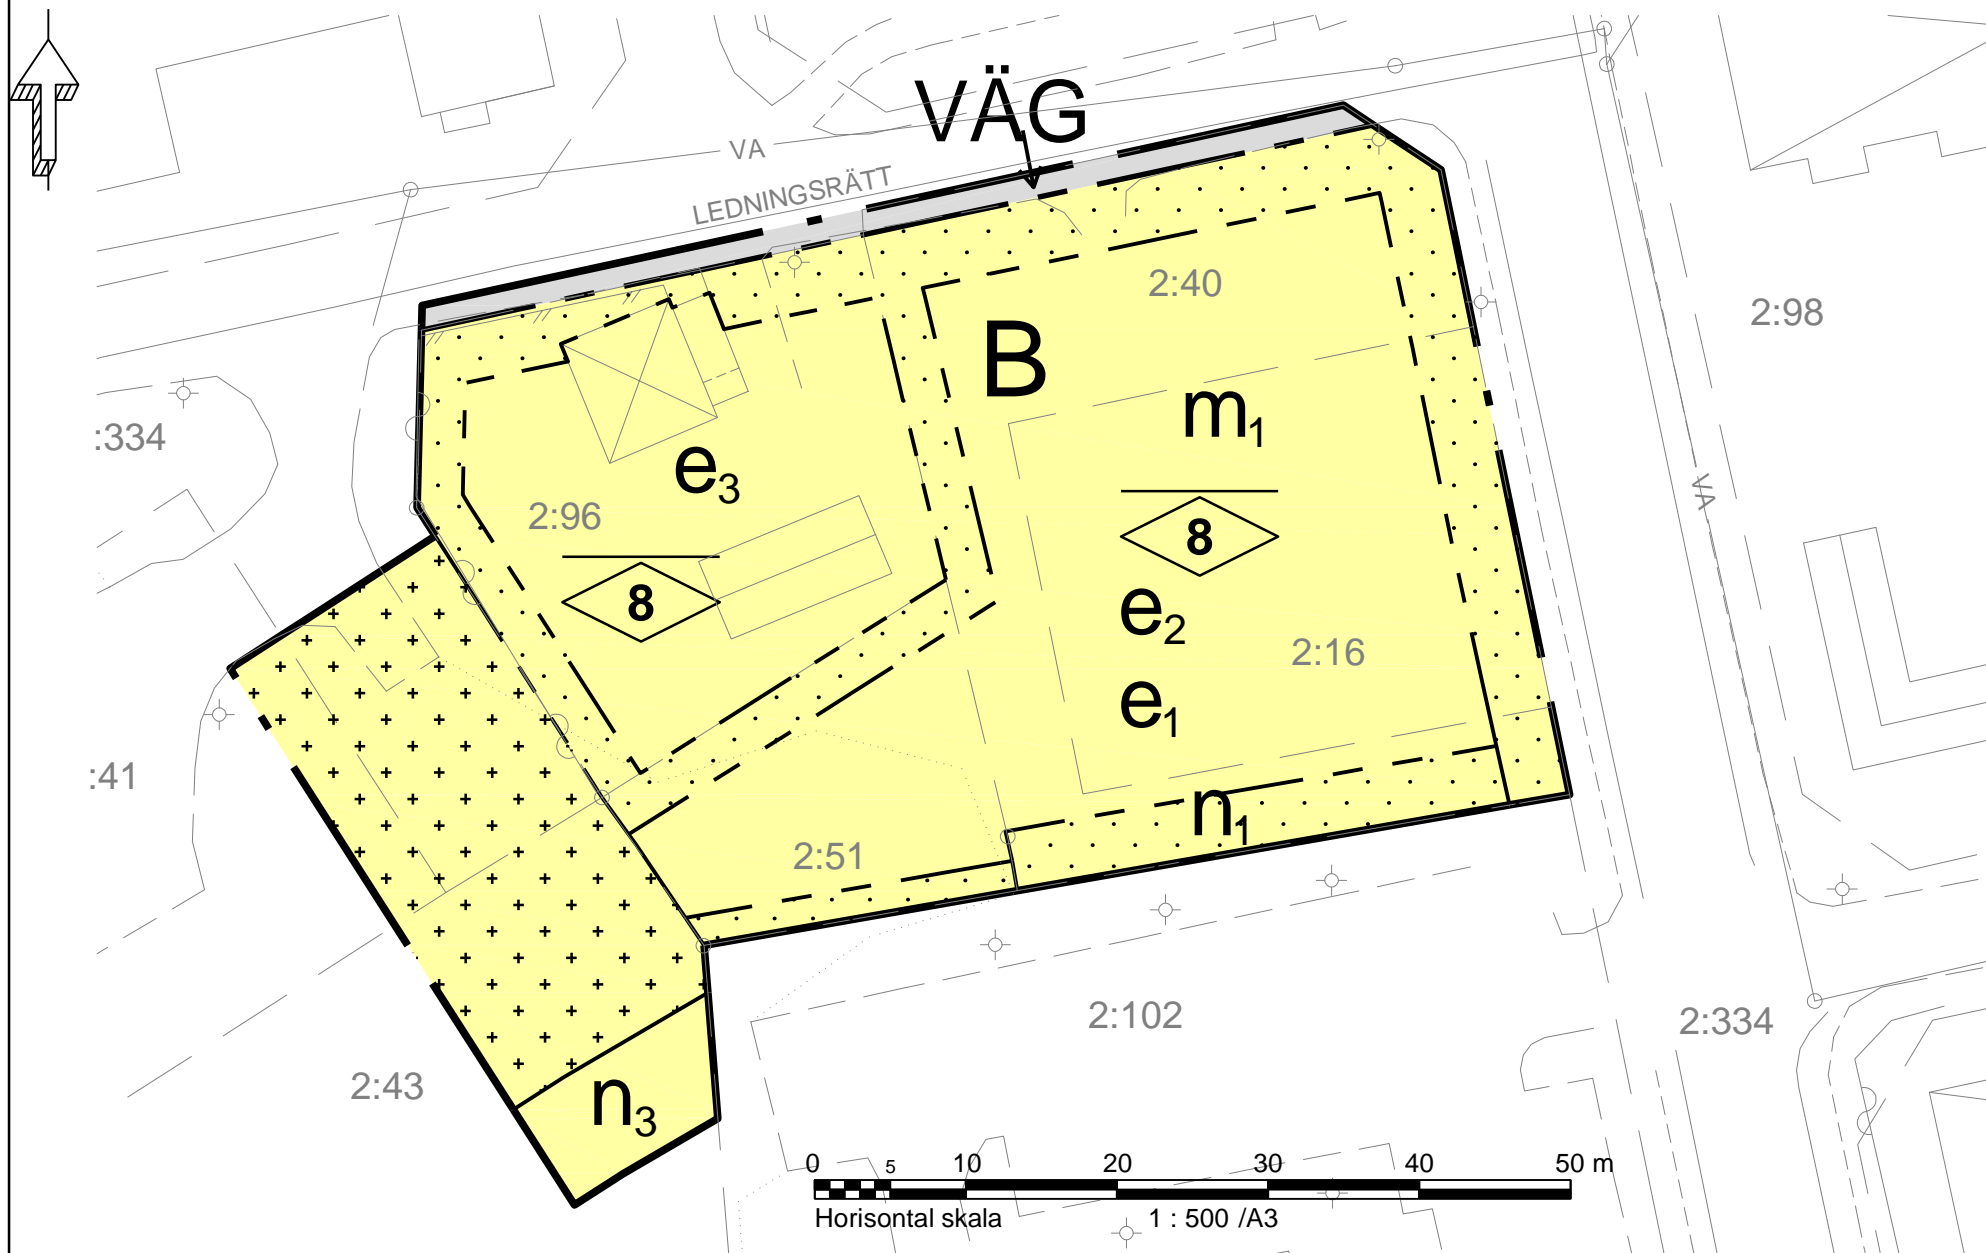 VÄG
VA
LEDNINGSRÄTT
2:40
2:98
B
m1
:334
e3
2:96
8
8
VA
e2
2:16
e1
:41
n1
2:51
2:102
2:334
2:43
n3
0 5 10 20 30 40 50 m
Horisontal skala 1 : 500 /A3